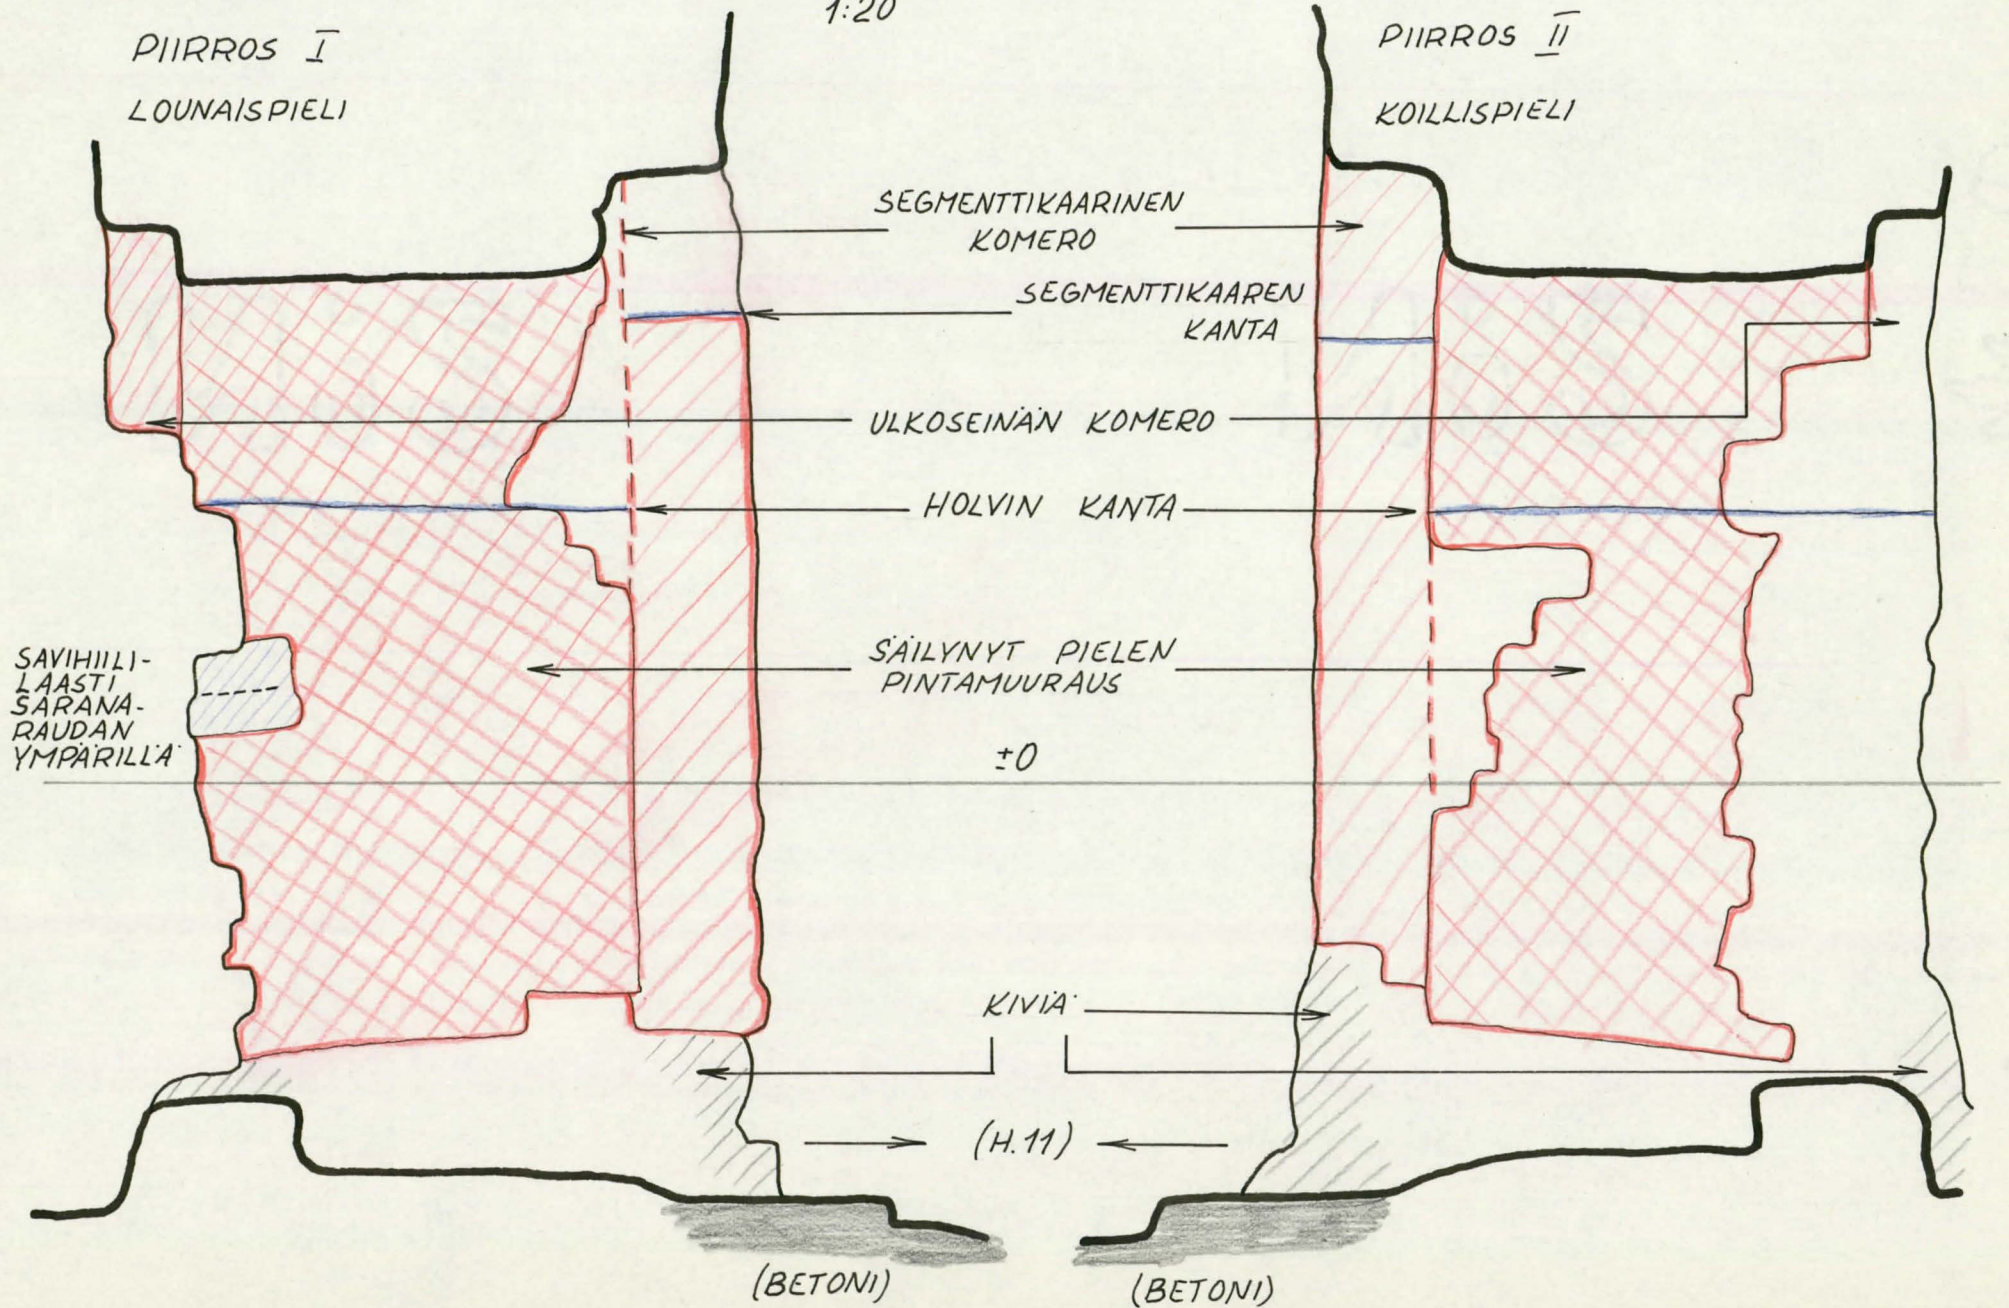 1:20
PIIRROS I
LOUNAISPIELI
PIIRROS II
KOILLISPIELI
SEGMENTTIKAARINEN
KOMERO
SEGMENTTIKAAREN
KANTA
ULKOSEINÄN KOMERO
HOLVIN KANTA
SAVIHIILI-
LAASTI
SARANA-
RAUDAN
YMPÄRILLÄ
SÄILYNYT PIELEN
PINTAMUURAUS
±0
KIVIÄ
(H.11)
(BETONI)
(BETONI)